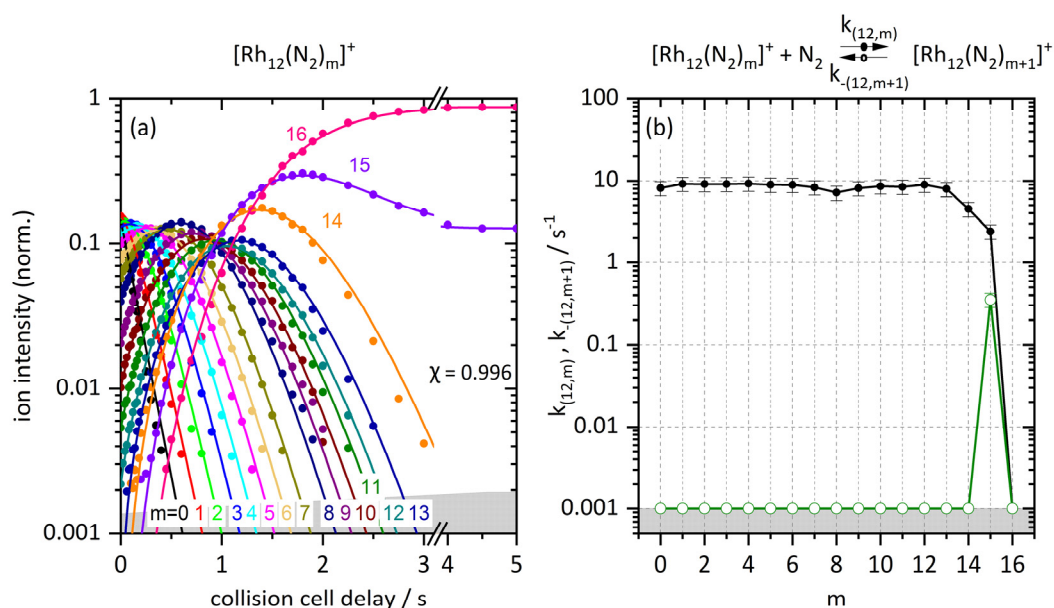 [Rh12(N2)m]+
(a)
16
15
14
χ = 0.996
11
m=0 1 2 3 4 5 6 7 8 9 10 12 13
1
0.1
0.01
0.001
ion intensity (norm.)
0 1 2 3 4 5
collision cell delay / s
[Rh12(N2)m]+ + N2 k(12,m) k-(12,m+1) [Rh12(N2)m+1]+
(b)
100
10
1
0.1
0.01
0.001
k(12,m) , k-(12,m+1) / s-1
0 2 4 6 8 10 12 14 16
m